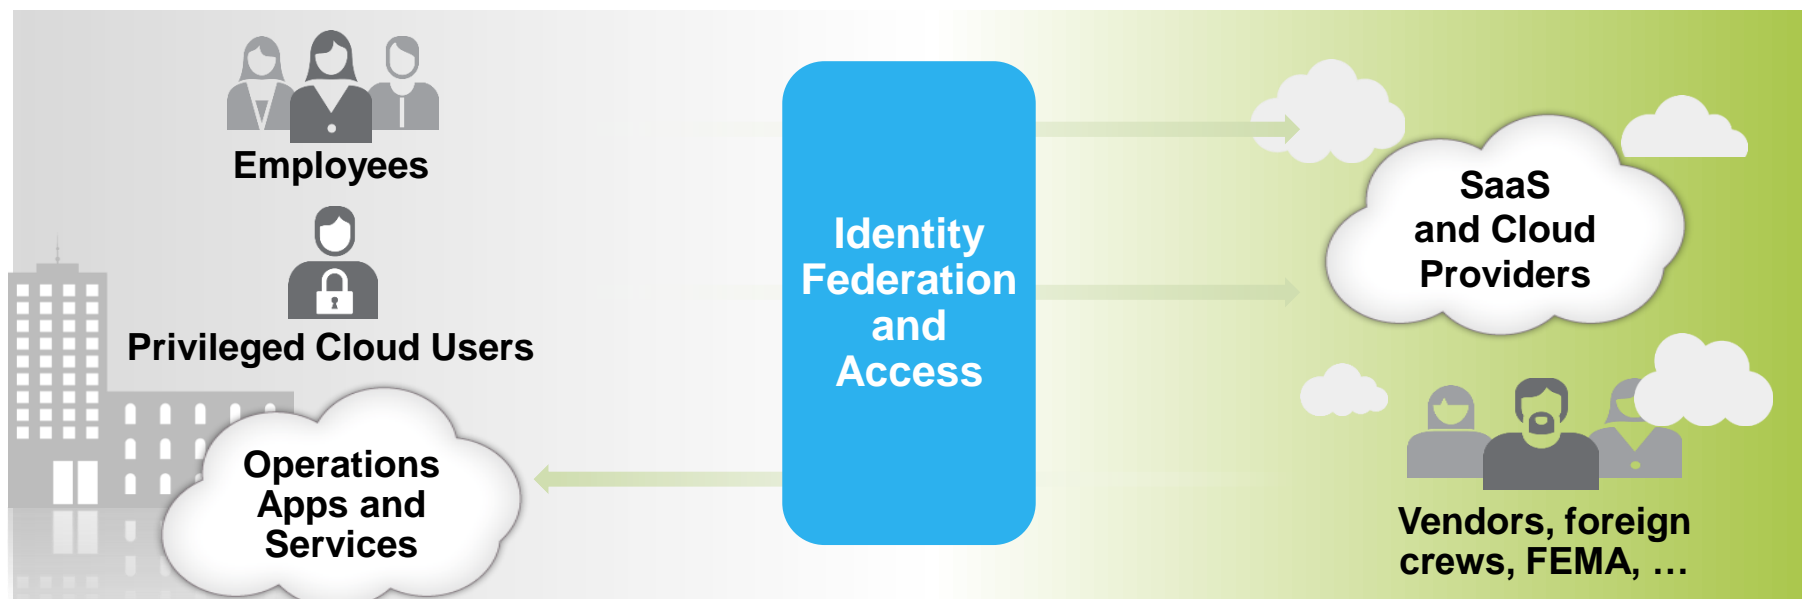 Employees
Privileged Cloud Users
Operations
Apps and
Services
Identity
Federation
and
Access
SaaS
and Cloud
Providers
Vendors, foreign
crews, FEMA, …